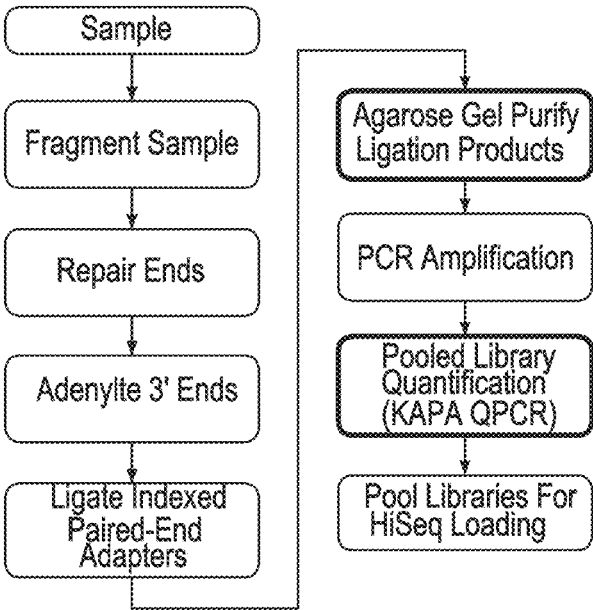 Sample
Fragment Sample
Repair Ends
Adenylte 3' Ends
Ligate Indexed
Paired-End
Adapters
Agarose Gel Purify
Ligation Products
PCR Amplification
Pooled Library
Quantification
(KAPA QPCR)
Pool Libraries For
HiSeq Loading